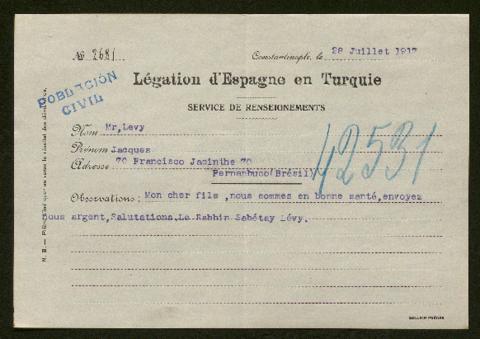 No 2681
Constantinople, le 28 Juillet 1917
Légation d'Espagne en Turquie
POBLACIÓN
CIVIL
SERVICE DE RENSEIGNEMENTS
Nom Mr,Levy
Prénom Jacques
Adresse 70 Francisco Jacinthe 70
Pernambuco(Brésil)
42531
Observations: Mon cher fils ,nous sommes en bonne santé,envoyez
nous argent,Salutations.Le Rabbin Sabétay Lévy.
N. B. —